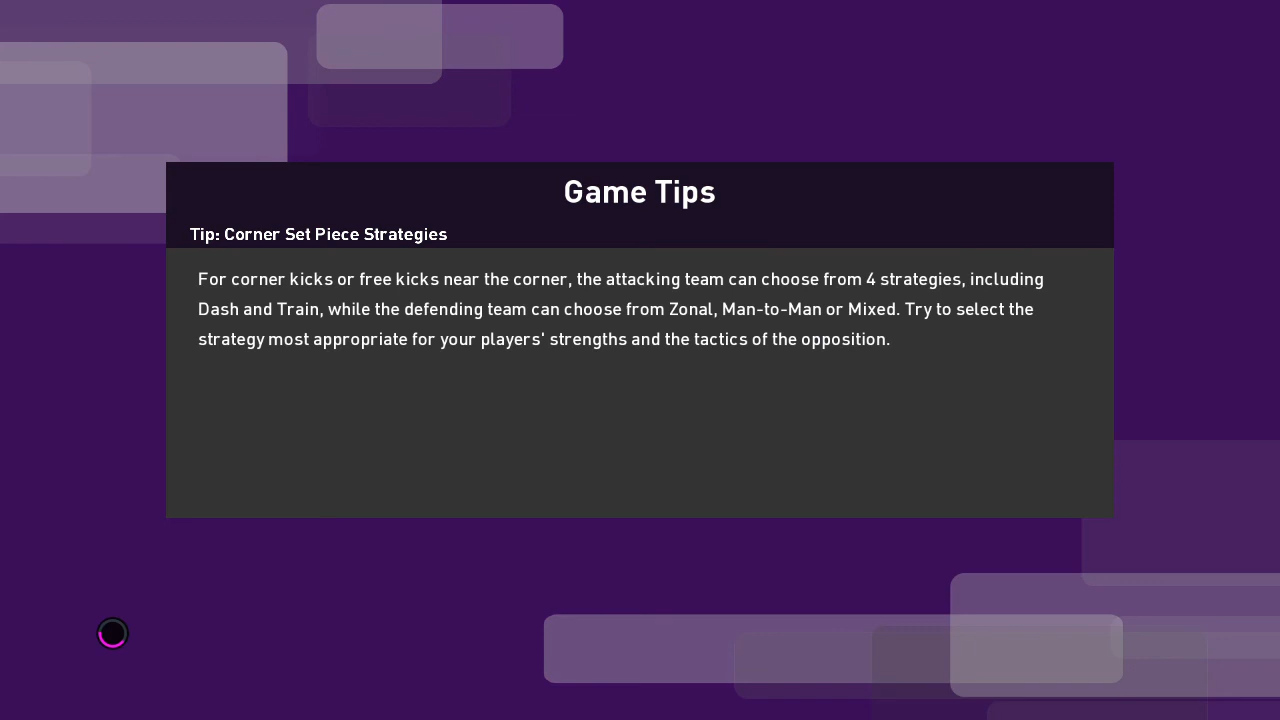 Game Tips
Tip: Corner Set Piece Strategies
For corner kicks or free kicks near the corner, the attacking team can choose from 4 strategies, including
Dash and Train, while the defending team can choose from Zonal, Man-to-Man or Mixed. Try to select the
strategy most appropriate for your players' strengths and the tactics of the opposition.